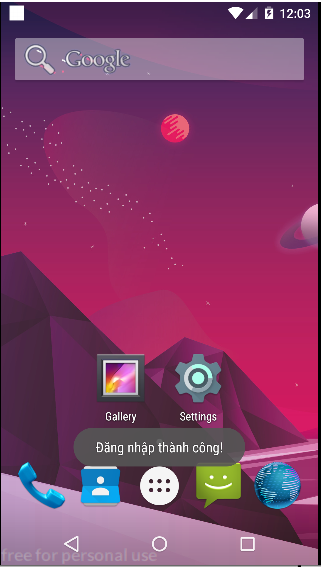 12:03
Google
Gallery
Settings
Đăng nhập thành công!
free for personal use